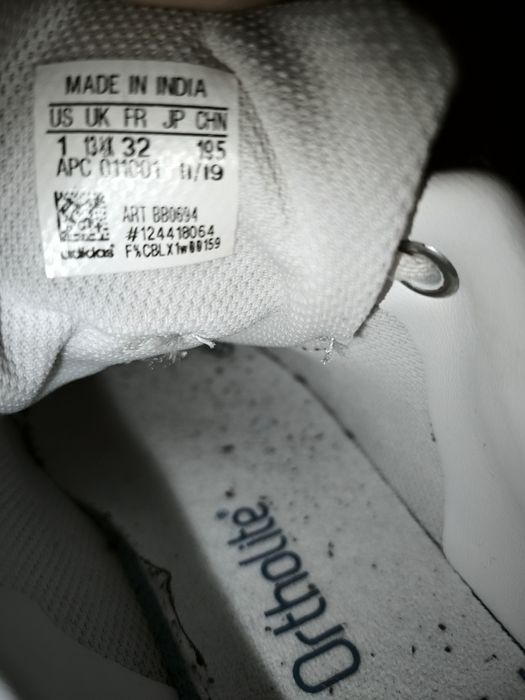 MADE IN INDIA
US UK FR JP CHN
1 13½K 32 195
APC 011001 11/19
ART BB0694
#124418064
adidas F%CBLX1w00159
Ortholite